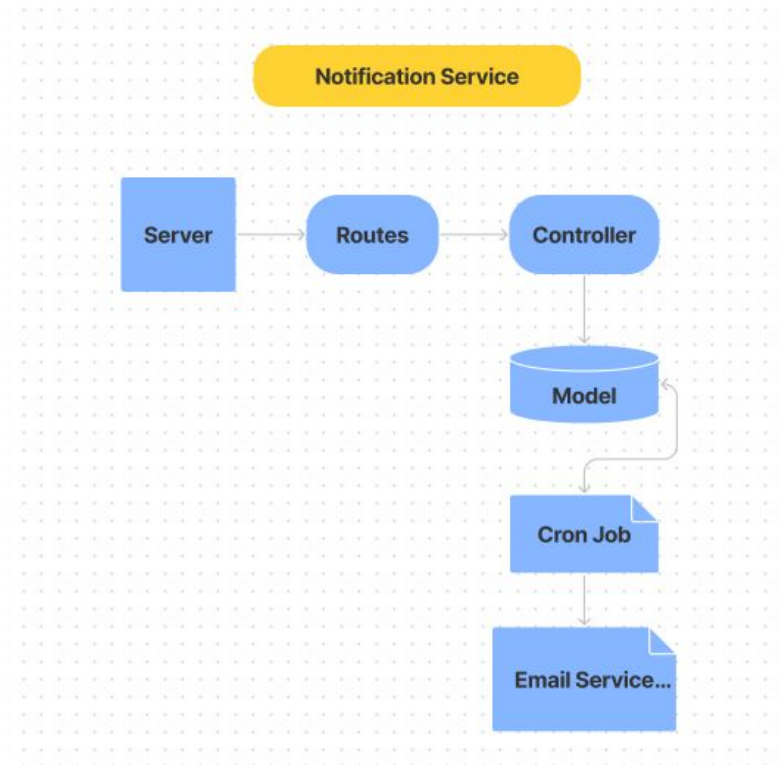 Notification Service
Server
Routes
Controller
Model
Cron Job
Email Service...